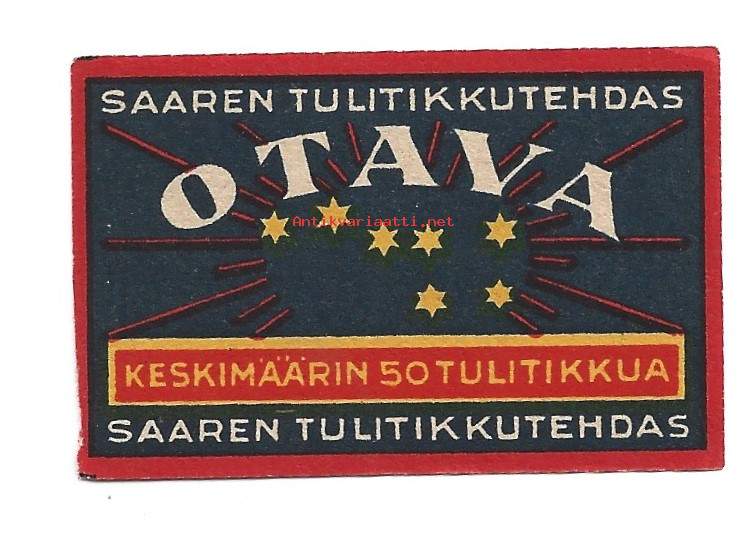 SAAREN TULITIKKUTEHDAS
OTAVA
Antikvariaatti.net
KESKIMÄÄRIN 50 TULITIKKUA
SAAREN TULITIKKUTEHDAS